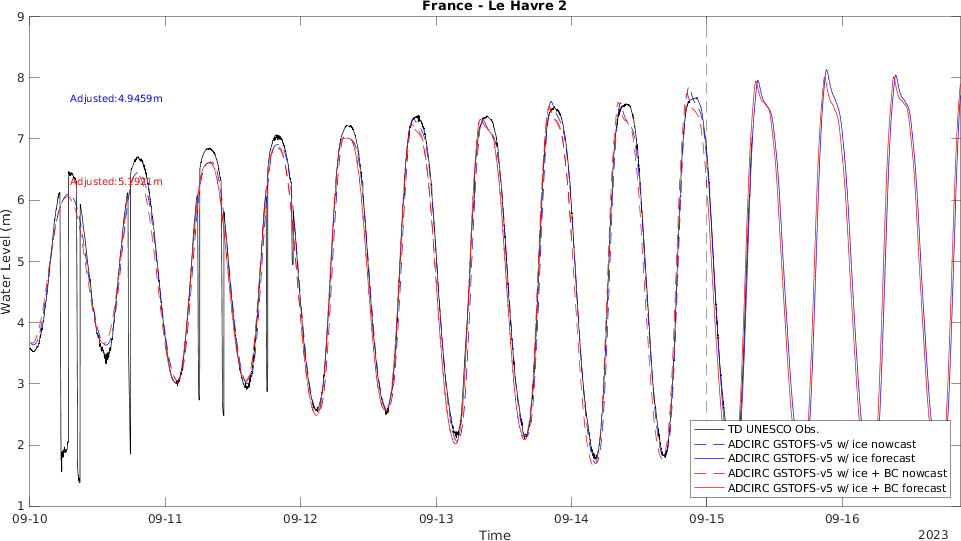 France - Le Havre 2
9
8
7
6
5
4
3
2
1
Water Level (m)
Adjusted:4.9459m
Adjusted:5.1921m
TD UNESCO Obs.
ADCIRC GSTOFS-v5 w/ ice nowcast
ADCIRC GSTOFS-v5 w/ ice forecast
ADCIRC GSTOFS-v5 w/ ice + BC nowcast
ADCIRC GSTOFS-v5 w/ ice + BC forecast
09-10 09-11 09-12 09-13 09-14 09-15 09-16
Time
2023